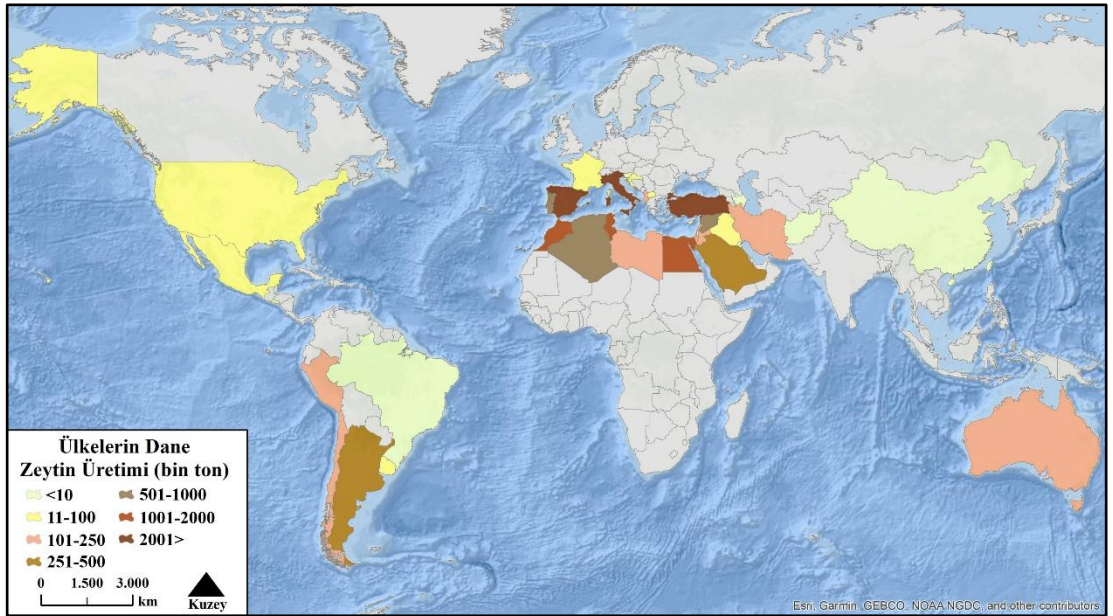 Ülkelerin Dane
Zeytin Üretimi (bin ton)
<10
11-100
101-250
251-500
501-1000
1001-2000
2001>
0 1.500 3.000
km
Kuzey
Esri, Garmin, GEBCO, NOAA NGDC, and other contributors